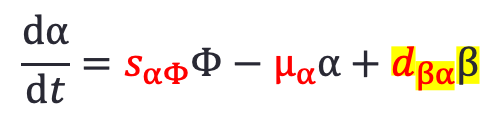 dα/dt = s_αΦ Φ − μ_α α + d_βα β